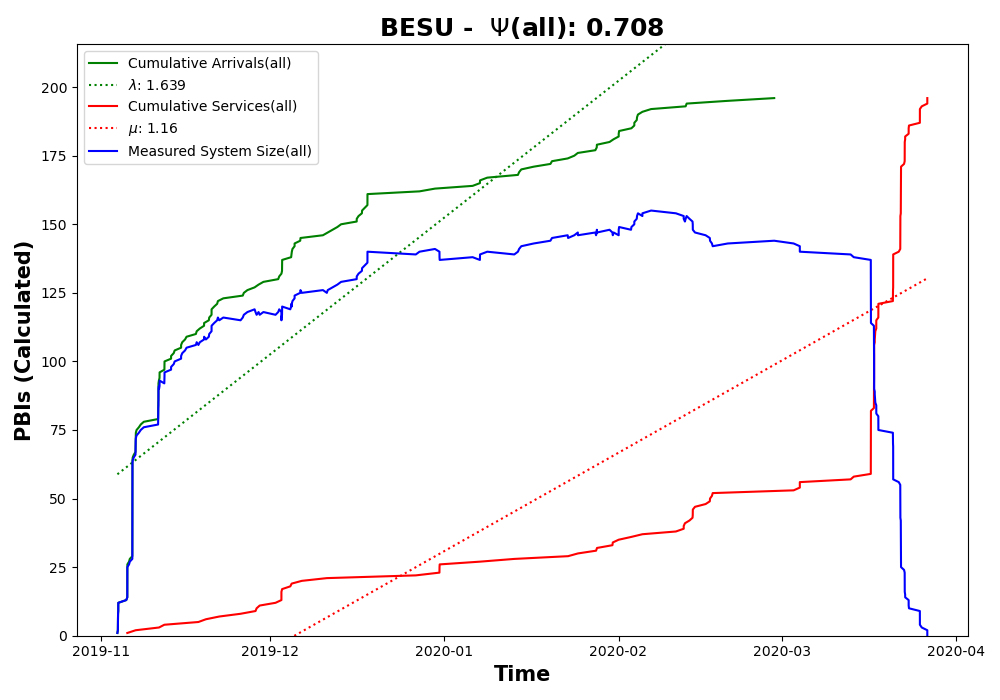 BESU - Ψ(all): 0.708
Cumulative Arrivals(all)
λ: 1.639
Cumulative Services(all)
μ: 1.16
Measured System Size(all)
PBIs (Calculated)
200
175
150
125
100
75
50
25
0
2019-11 2019-12 2020-01 2020-02 2020-03 2020-04
Time